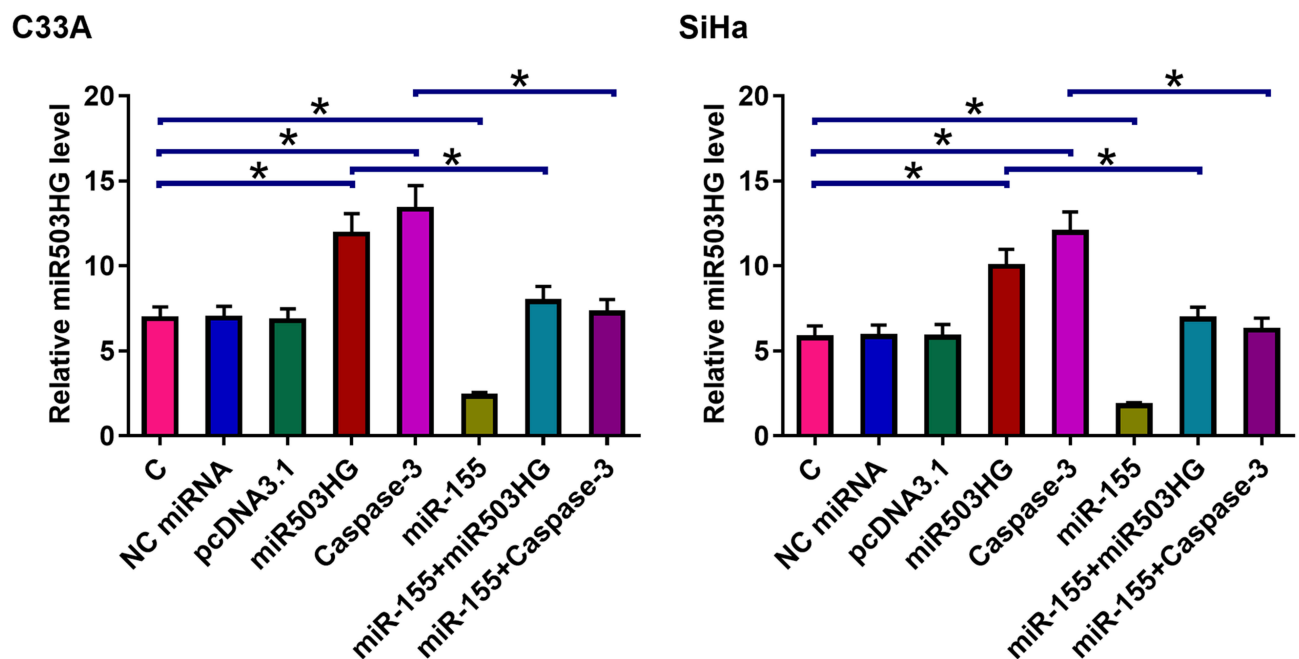 C33A
Relative miR503HG level
20
15
10
5
0
*
*
*
*
*
C
NC miRNA
pcDNA3.1
miR503HG
Caspase-3
miR-155
miR-155+miR503HG
miR-155+Caspase-3
SiHa
Relative miR503HG level
20
15
10
5
0
*
*
*
*
*
C
NC miRNA
pcDNA3.1
miR503HG
Caspase-3
miR-155
miR-155+miR503HG
miR-155+Caspase-3